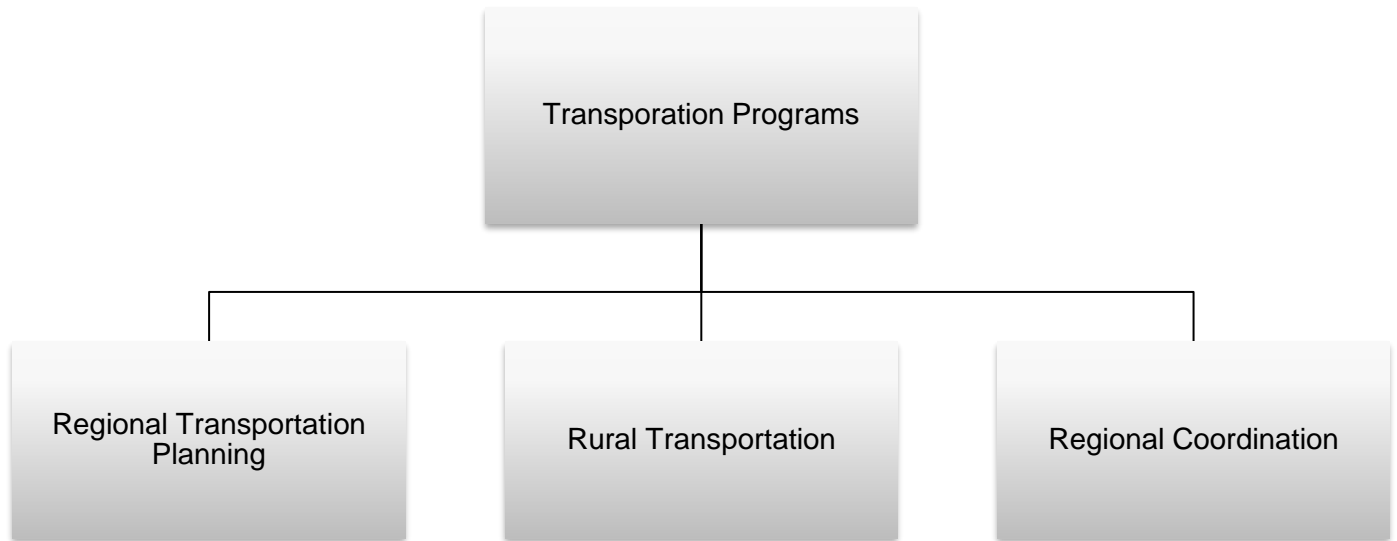 Transporation Programs
Regional Transportation
Planning
Rural Transportation
Regional Coordination